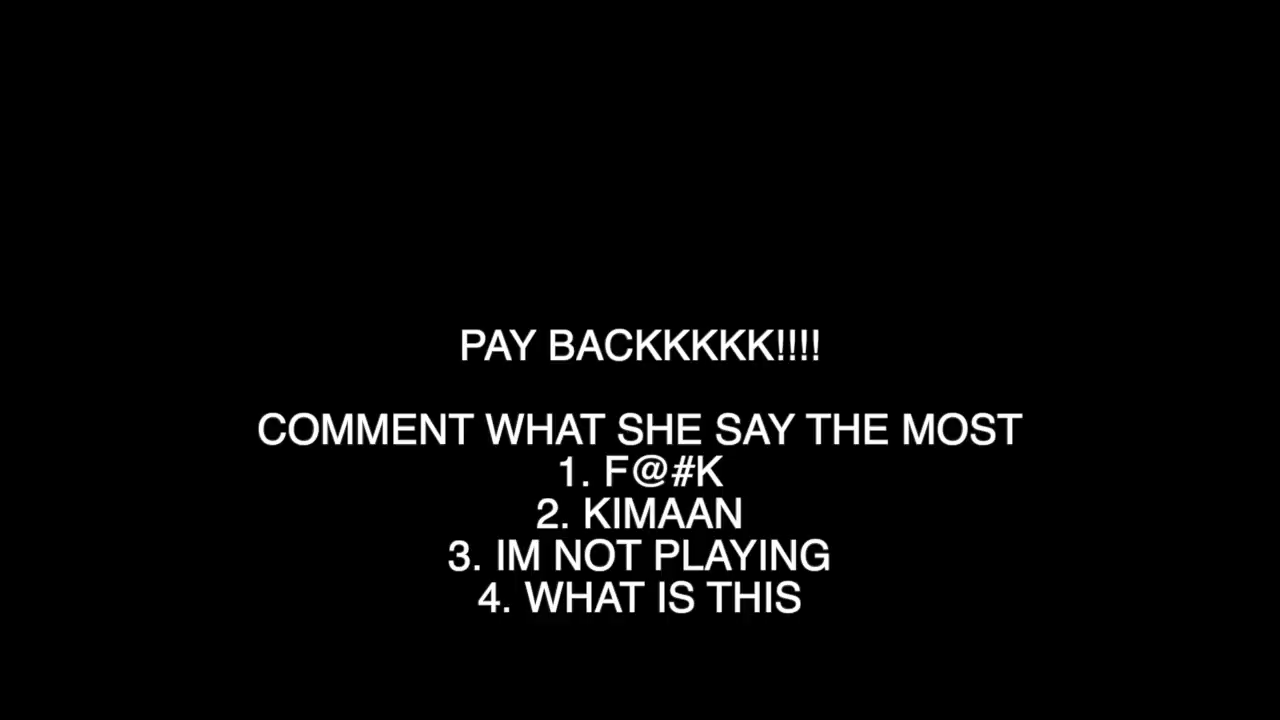 PAY BACKKKKK!!!!
COMMENT WHAT SHE SAY THE MOST
1. F@#K
2. KIMAAN
3. IM NOT PLAYING
4. WHAT IS THIS